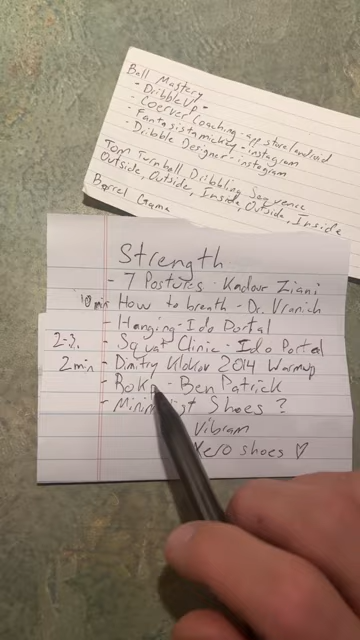 Ball Mastery
- DribbleUp -
- Coerver Coaching - app store/android
- Fantastamickey - instagram
- Dribble Designer - instagram
Tom Turnbull Dribbling Sequence
Outside, Outside, Inside, Outside, Inside
Barrel Gama
Strength
- 7 Postures - Kadour Ziani
10 min How to breath - Dr. Vranich
- Hanging - Ido Portal
2-3. - Squat Clinic - Ido Portal
2 min - Dimitry Klokov 2014 Warmup
- Ben Patrick
- Shoes ?
Vibram
Xero shoes ♡